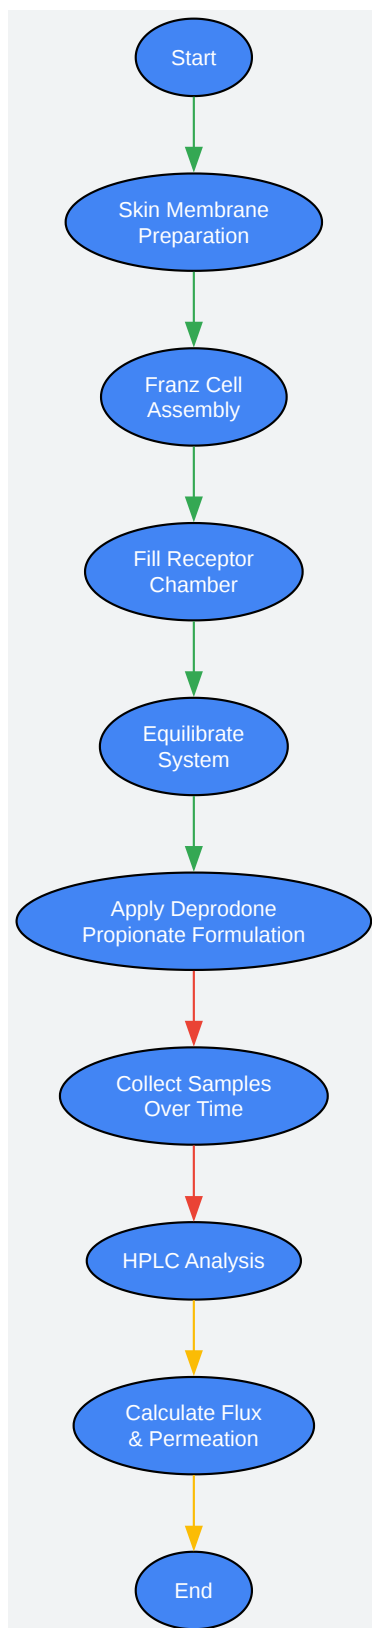 Start
Skin Membrane
Preparation
Franz Cell
Assembly
Fill Receptor
Chamber
Equilibrate
System
Apply Deprodone
Propionate Formulation
Collect Samples
Over Time
HPLC Analysis
Calculate Flux
& Permeation
End